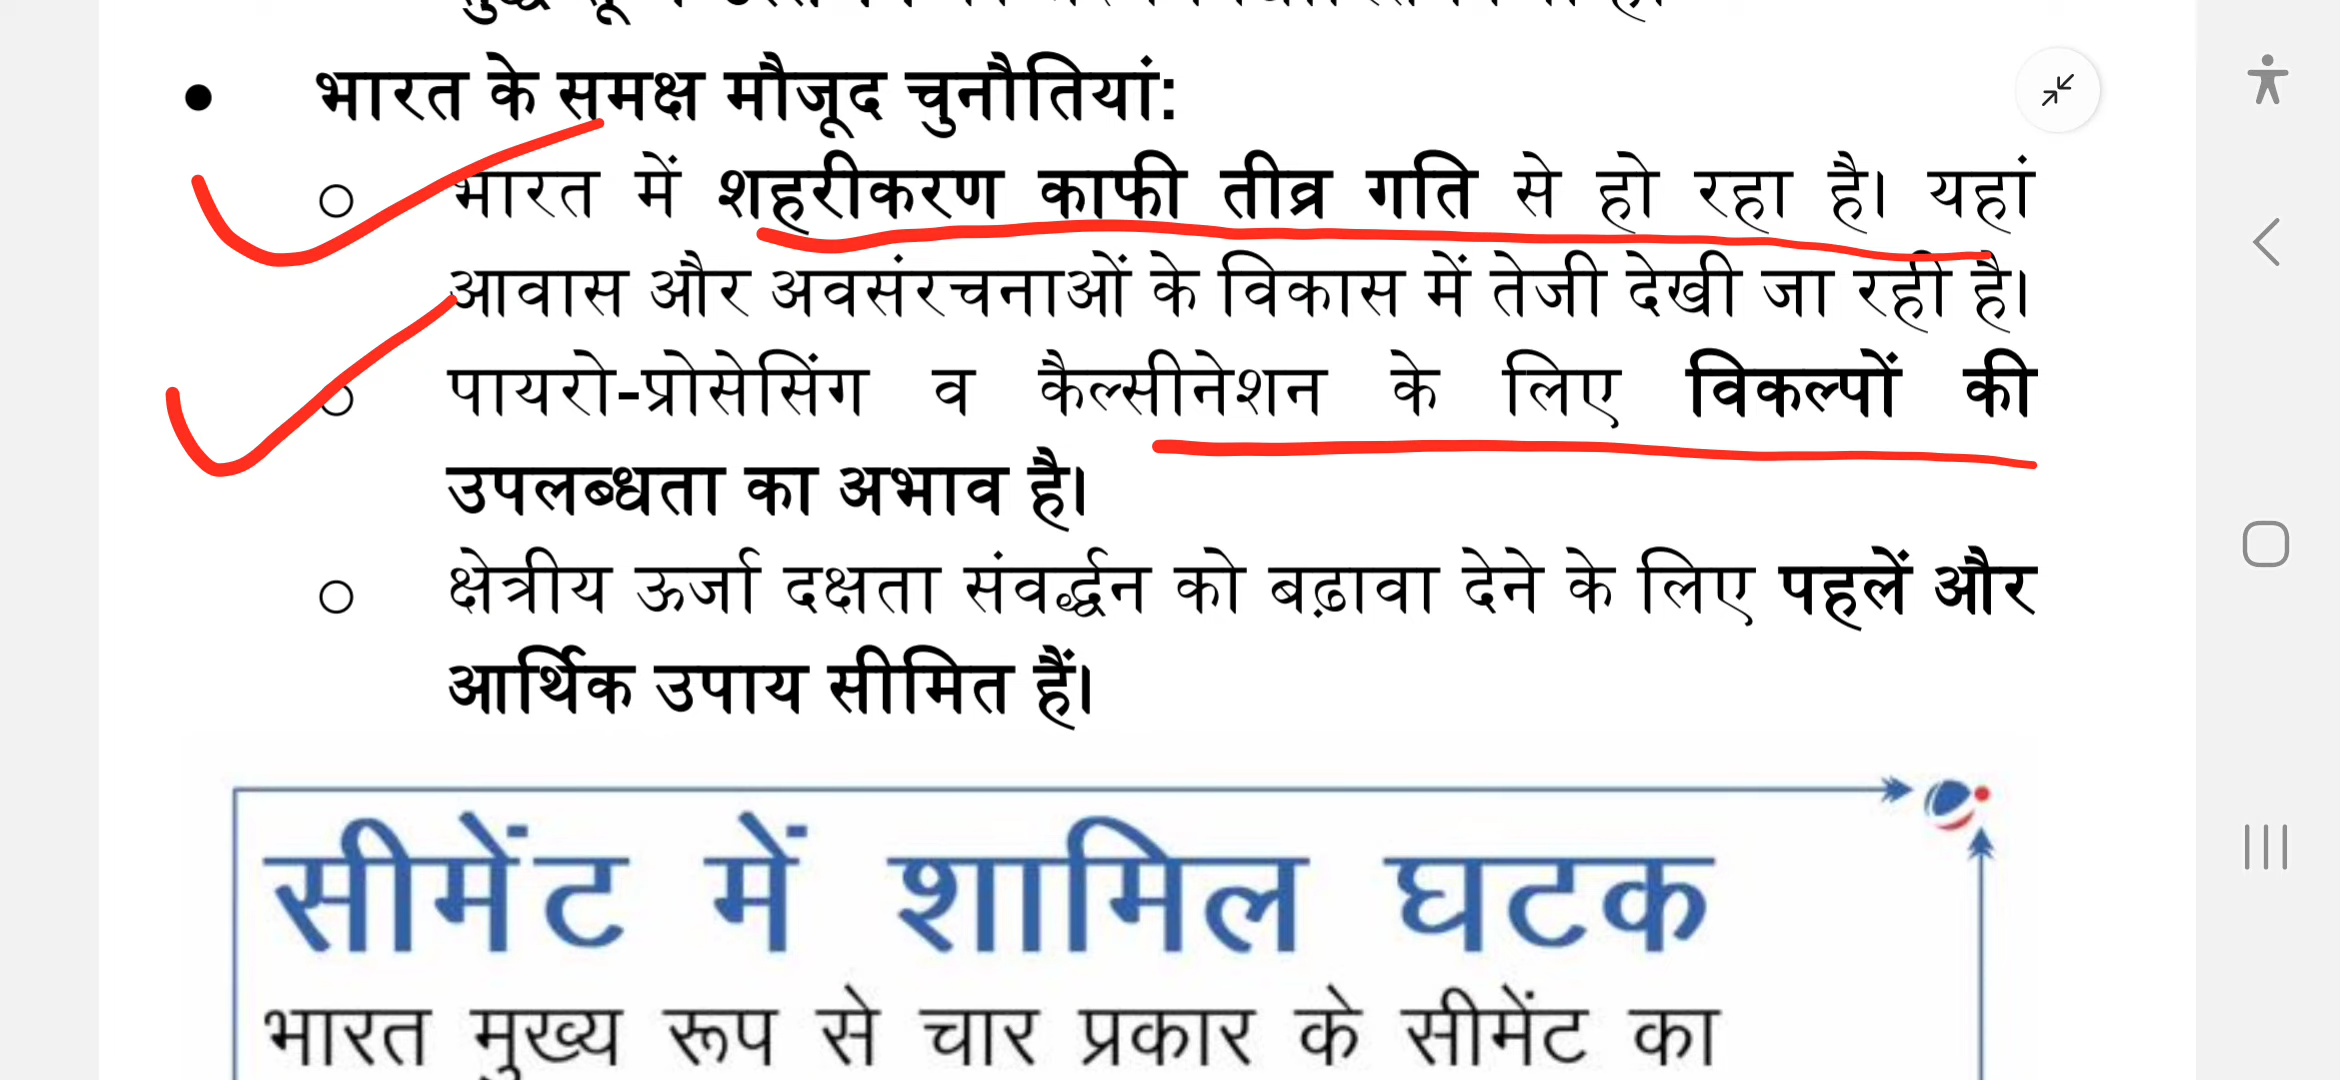 भारत के समक्ष मौजूद चुनौतियां:
भारत में शहरीकरण काफी तीव्र गति से हो रहा है। यहां
आवास और अवसंरचनाओं के विकास में तेजी देखी जा रही है।
पायरो-प्रोसेसिंग व कैल्सीनेशन के लिए विकल्पों की
उपलब्धता का अभाव है।
क्षेत्रीय ऊर्जा दक्षता संवर्द्धन को बढ़ावा देने के लिए पहलें और
आर्थिक उपाय सीमित हैं।
सीमेंट में शामिल घटक
भारत मुख्य रूप से चार प्रकार के सीमेंट का